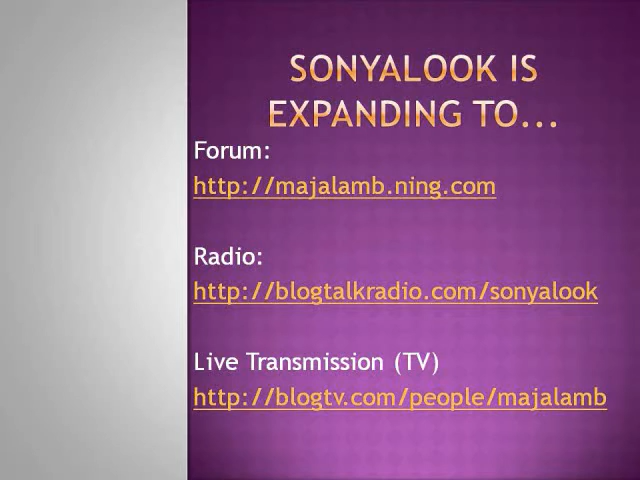 SONYALOOK IS
EXPANDING TO...
Forum:
http://majalamb.ning.com
Radio:
http://blogtalkradio.com/sonyalook
Live Transmission (TV)
http://blogtv.com/people/majalamb